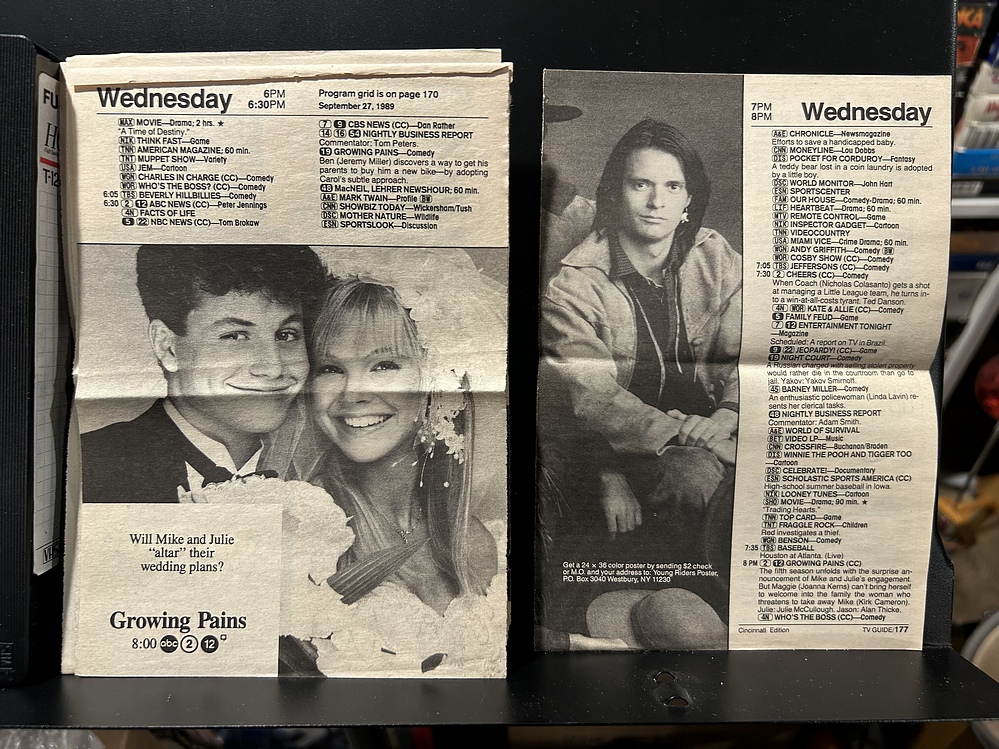 FU
H
T-12
VHS
Wednesday
6PM
6:30PM
Program grid is on page 170
September 27, 1989
MAX MOVIE—Drama; 2 hrs. ★
"A Time of Destiny."
NIK THINK FAST—Game
TNN AMERICAN MAGAZINE; 60 min.
TNT MUPPET SHOW—Variety
USA JEM—Cartoon
WGN CHARLES IN CHARGE (CC)—Comedy
WOR WHO'S THE BOSS? (CC)—Comedy
6:05 TBS BEVERLY HILLBILLIES—Comedy
6:30 2 12 ABC NEWS (CC)—Peter Jennings
4N FACTS OF LIFE
5 22 NBC NEWS (CC)—Tom Brokaw
7 9 CBS NEWS (CC)—Dan Rather
14 16 54 NIGHTLY BUSINESS REPORT
Commentator: Tom Peters.
19 GROWING PAINS—Comedy
Ben (Jeremy Miller) discovers a way to get his
parents to buy him a new bike—by adopting
Carol's subtle approach.
48 MacNEIL, LEHRER NEWSHOUR; 60 min.
A&E MARK TWAIN—Profile BW
CNN SHOWBIZ TODAY—Wickersham/Tush
DSC MOTHER NATURE—Wildlife
ESN SPORTSLOOK—Discussion
Will Mike and Julie
"altar" their
wedding plans?
Growing Pains
8:00 abc 2 12
7PM
8PM
Wednesday
A&E CHRONICLE—Newsmagazine
Efforts to save a handicapped baby.
CNN MONEYLINE—Lou Dobbs
DIS POCKET FOR CORDUROY—Fantasy
A teddy bear lost in a coin laundry is adopted
by a little boy.
DSC WORLD MONITOR—John Hart
ESN SPORTSCENTER
FAM OUR HOUSE—Comedy-Drama; 60 min.
LIF HEARTBEAT—Drama; 60 min.
MTV REMOTE CONTROL—Game
NIK INSPECTOR GADGET—Cartoon
TNN VIDEOCOUNTRY
USA MIAMI VICE—Crime Drama; 60 min.
WGN ANDY GRIFFITH—Comedy BW
WOR COSBY SHOW (CC)—Comedy
7:05 TBS JEFFERSONS (CC)—Comedy
7:30 2 CHEERS (CC)—Comedy
When Coach (Nicholas Colasanto) gets a shot
at managing a Little League team, he turns in-
to a win-at-all-costs tyrant. Ted Danson.
4N WOR KATE & ALLIE (CC)—Comedy
5 FAMILY FEUD—Game
7 12 ENTERTAINMENT TONIGHT
—Magazine
Scheduled: A report on TV in Brazil.
9 22 JEOPARDY! (CC)—Game
19 NIGHT COURT—Comedy
A Russian charged with selling stolen property
would rather die in the courtroom than go to
jail. Yakov: Yakov Smirnoff.
45 BARNEY MILLER—Comedy
An enthusiastic policewoman (Linda Lavin) re-
sents her clerical tasks.
48 NIGHTLY BUSINESS REPORT
Commentator: Adam Smith.
A&E WORLD OF SURVIVAL
BET VIDEO LP—Music
CNN CROSSFIRE—Buchanan/Braden
DIS WINNIE THE POOH AND TIGGER TOO
—Cartoon
DSC CELEBRATE!—Documentary
ESN SCHOLASTIC SPORTS AMERICA (CC)
High-school summer baseball in Iowa.
NIK LOONEY TUNES—Cartoon
SHO MOVIE—Drama; 90 min. ★
"Trading Hearts."
TNN TOP CARD—Game
TNT FRAGGLE ROCK—Children
Red investigates a thief.
WGN BENSON—Comedy
7:35 TBS BASEBALL
Houston at Atlanta. (Live)
8 PM 2 12 GROWING PAINS (CC)
The fifth season unfolds with the surprise an-
nouncement of Mike and Julie's engagement.
But Maggie (Joanna Kerns) can't bring herself
to welcome into the family the woman who
threatens to take away Mike (Kirk Cameron).
Julie: Julie McCullough. Jason: Alan Thicke.
4N WHO'S THE BOSS (CC)—Comedy
Get a 24 × 36 color poster by sending $2 check
or M.O. and your address to: Young Riders Poster,
P.O. Box 3040 Westbury, NY 11230
Cincinnati Edition
TV GUIDE/177